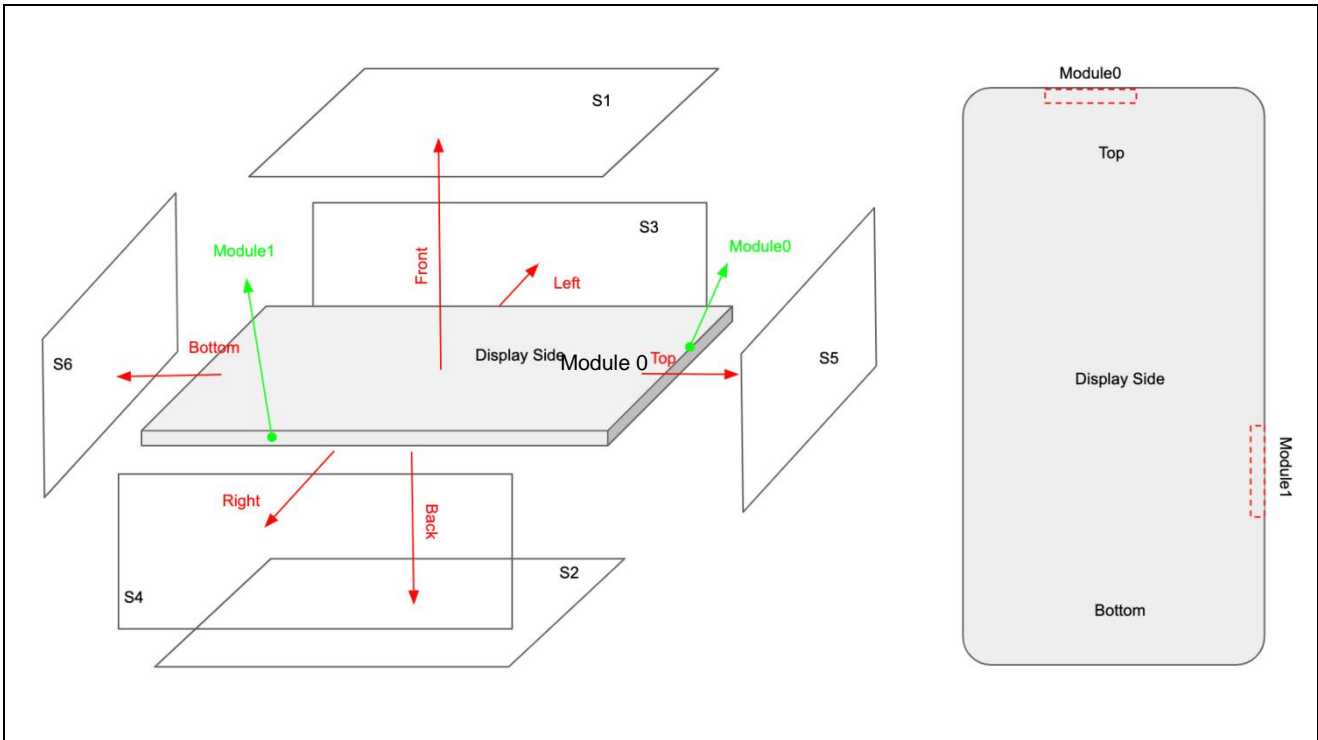 Module0
S1
Top
S3
Module1
Front
Module0
Left
Bottom
Display Side
Module 0
Top
S5
S6
Display Side
Module1
Right
Back
S2
S4
Bottom